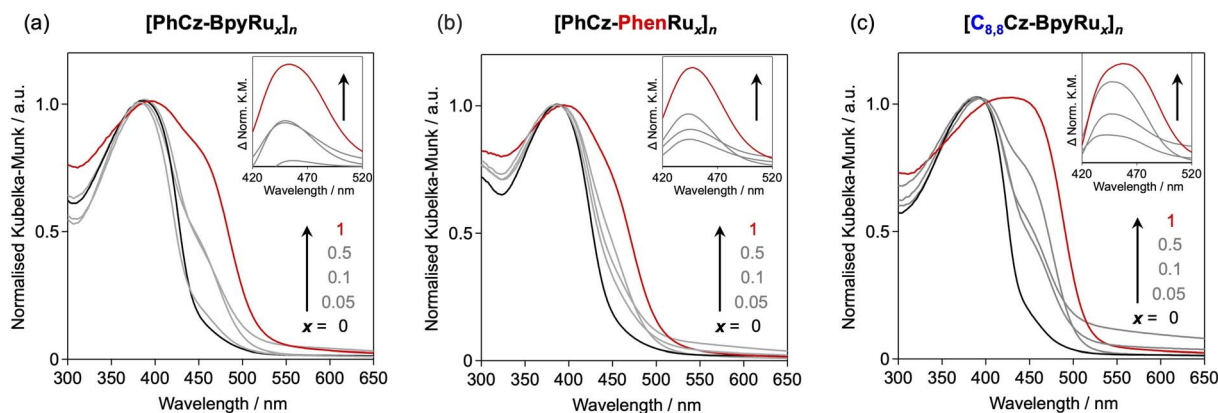 (a)
[PhCz-BpyRuₓ]ₙ
Normalised Kubelka-Munk / a.u.
1.0
0.5
0
300 350 400 450 500 550 600 650
Wavelength / nm
Δ Norm. K.M.
420 470 520
Wavelength / nm
1
0.5
0.1
0.05
x = 0
(b)
[PhCz-PhenRuₓ]ₙ
Normalised Kubelka-Munk / a.u.
1.0
0.5
0
300 350 400 450 500 550 600 650
Wavelength / nm
Δ Norm. K.M.
420 470 520
Wavelength / nm
1
0.5
0.1
0.05
x = 0
(c)
[C₈,₈Cz-BpyRuₓ]ₙ
Normalised Kubelka-Munk / a.u.
1.0
0.5
0
300 350 400 450 500 550 600 650
Wavelength / nm
Δ Norm. K.M.
420 470 520
Wavelength / nm
1
0.5
0.1
0.05
x = 0